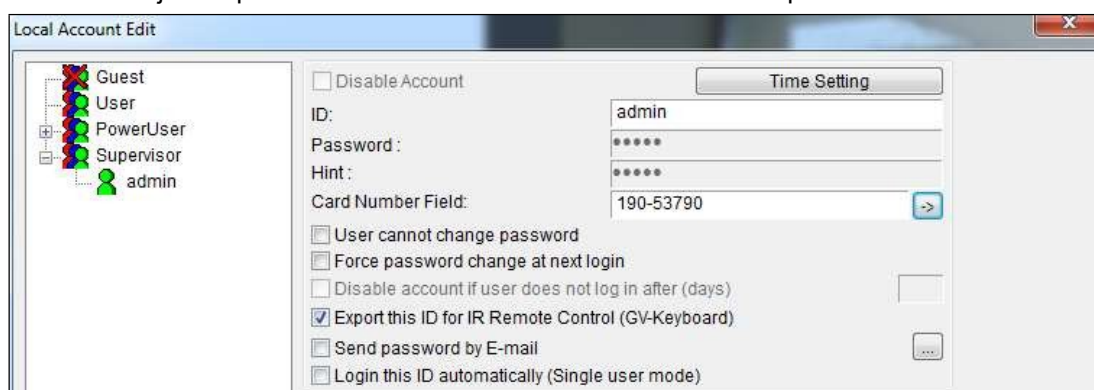 Local Account Edit
X
Guest
User
PowerUser
Supervisor
admin
Disable Account
Time Setting
ID:
admin
Password :
•••••
Hint :
•••••
Card Number Field:
190-53790
->
User cannot change password
Force password change at next login
Disable account if user does not log in after (days)
Export this ID for IR Remote Control (GV-Keyboard)
Send password by E-mail
...
Login this ID automatically (Single user mode)